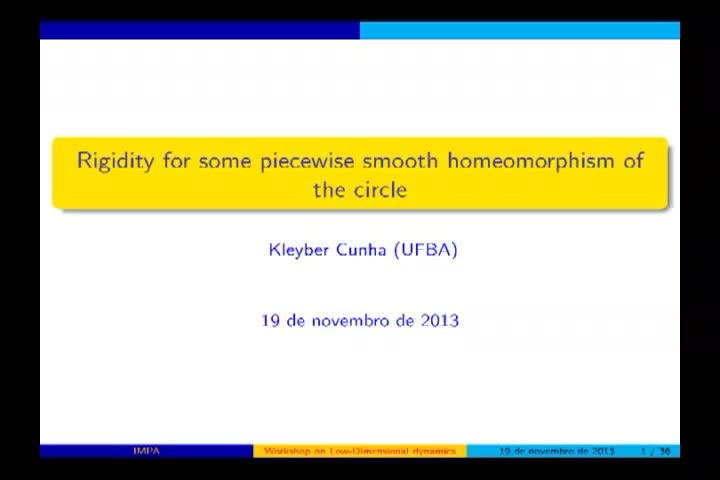 Rigidity for some piecewise smooth homeomorphism of
the circle
Kleyber Cunha (UFBA)
19 de novembro de 2013
IMPA Workshop on Low-Dimensional dynamics 19 de novembro de 2013 1 / 36